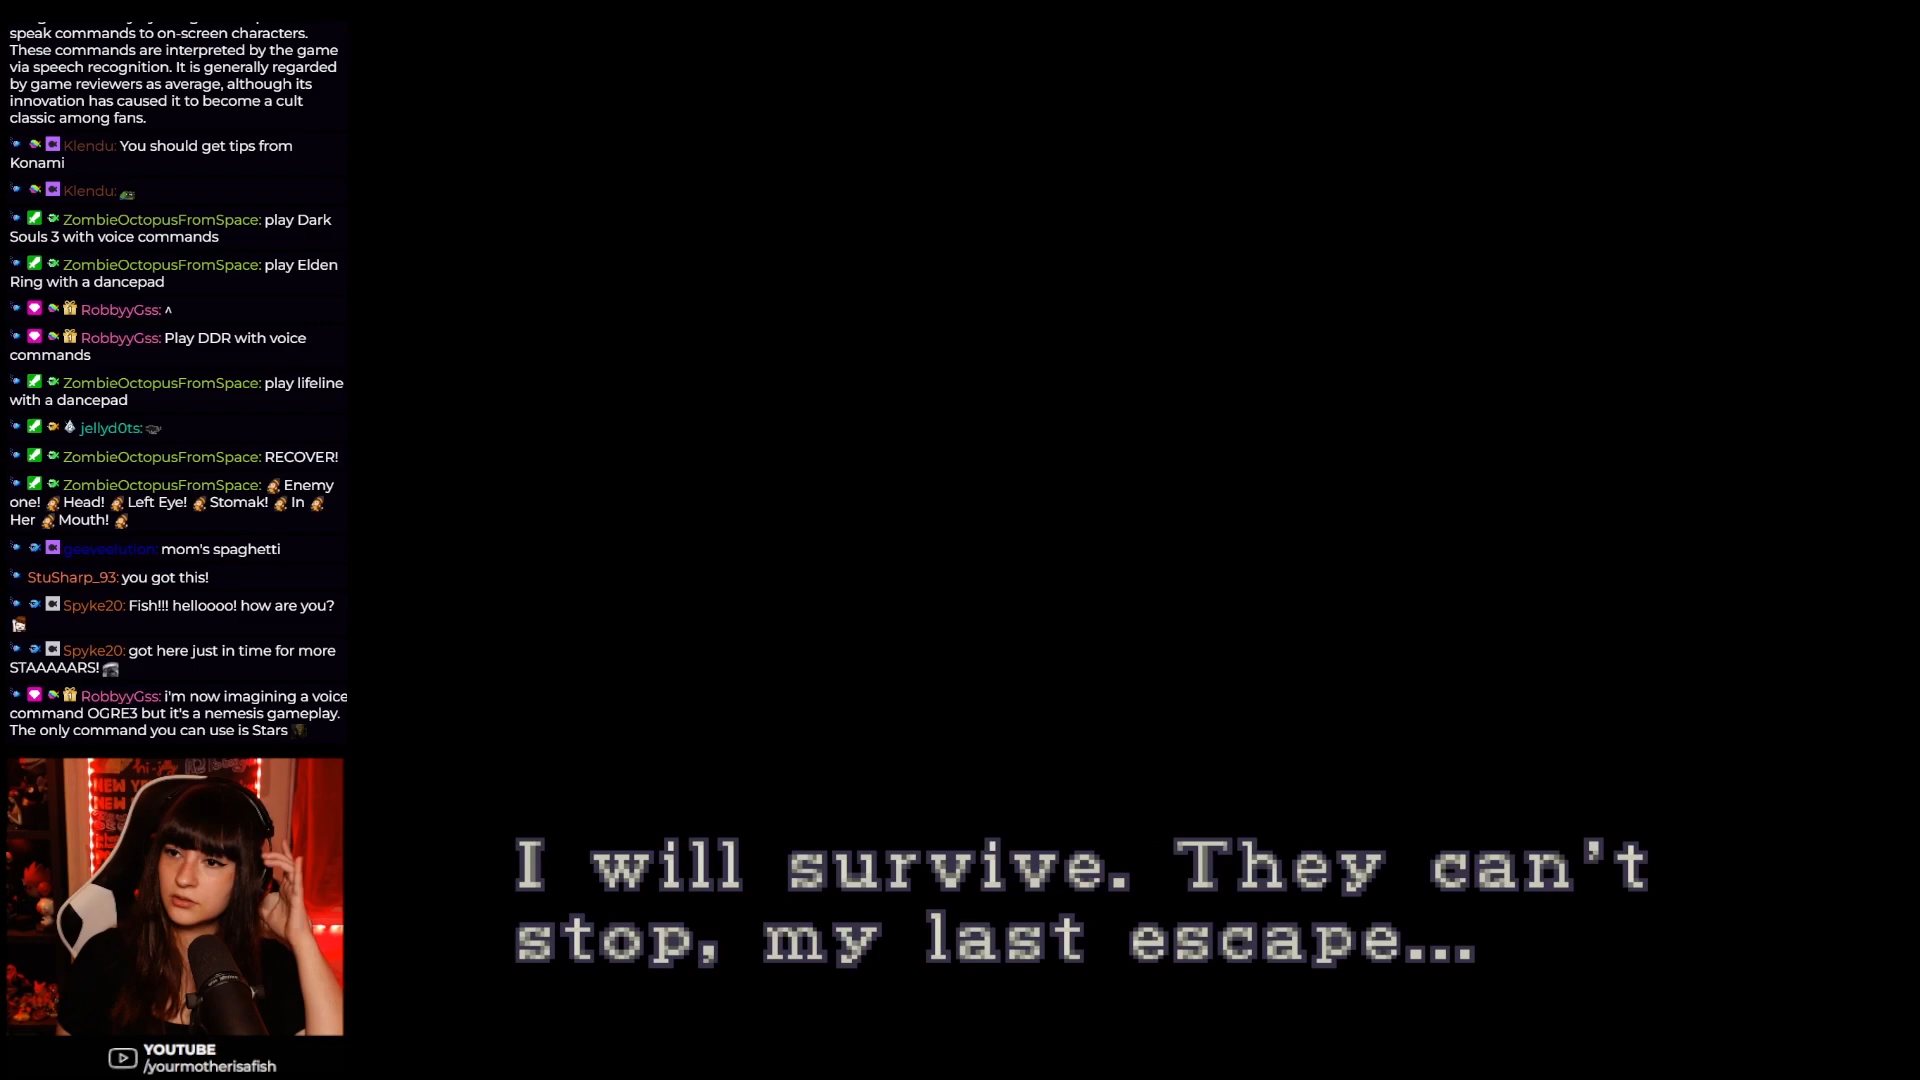 speak commands to on-screen characters.
These commands are interpreted by the game
via speech recognition. It is generally regarded
by game reviewers as average, although its
innovation has caused it to become a cult
classic among fans.
Klendu: You should get tips from
Konami
Klendu:
ZombieOctopusFromSpace: play Dark
Souls 3 with voice commands
ZombieOctopusFromSpace: play Elden
Ring with a dancepad
RobbyyGss: ^
RobbyyGss: Play DDR with voice
commands
ZombieOctopusFromSpace: play lifeline
with a dancepad
jellyd0ts:
ZombieOctopusFromSpace: RECOVER!
ZombieOctopusFromSpace: Enemy
one! Head! Left Eye! Stomak! In
Her Mouth!
geeveelution: mom's spaghetti
StuSharp_93: you got this!
Spyke20: Fish!!! helloooo! how are you?
Spyke20: got here just in time for more
STAAAAARS!
RobbyyGss: i'm now imagining a voice
command OGRE3 but it's a nemesis gameplay.
The only command you can use is Stars
I will survive. They can't
stop, my last escape...
YOUTUBE
/yourmotherisafish